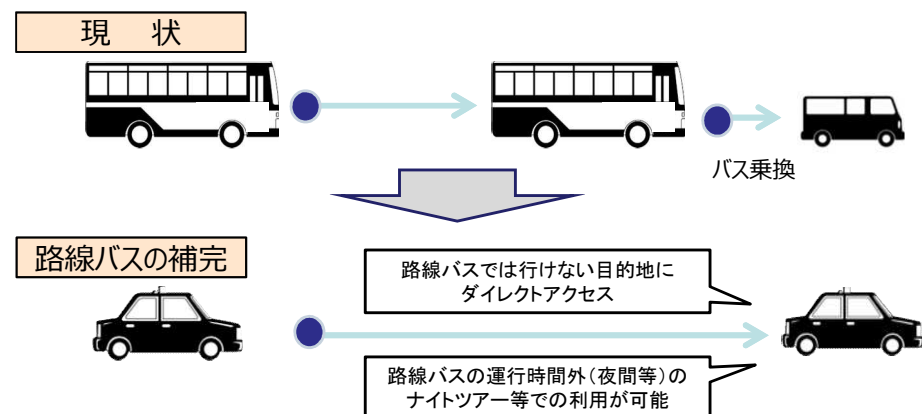 現 状
バス乗換
路線バスの補完
路線バスでは行けない目的地に
ダイレクトアクセス
路線バスの運行時間外（夜間等）の
ナイトツアー等での利用が可能